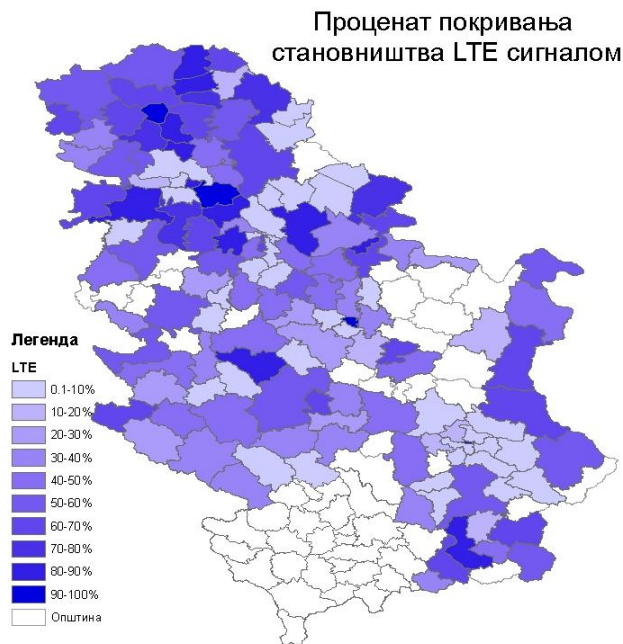 Проценат покривања
становништва LTE сигналом
Легенда
LTE
0.1-10%
10-20%
20-30%
30-40%
40-50%
50-60%
60-70%
70-80%
80-90%
90-100%
Општина